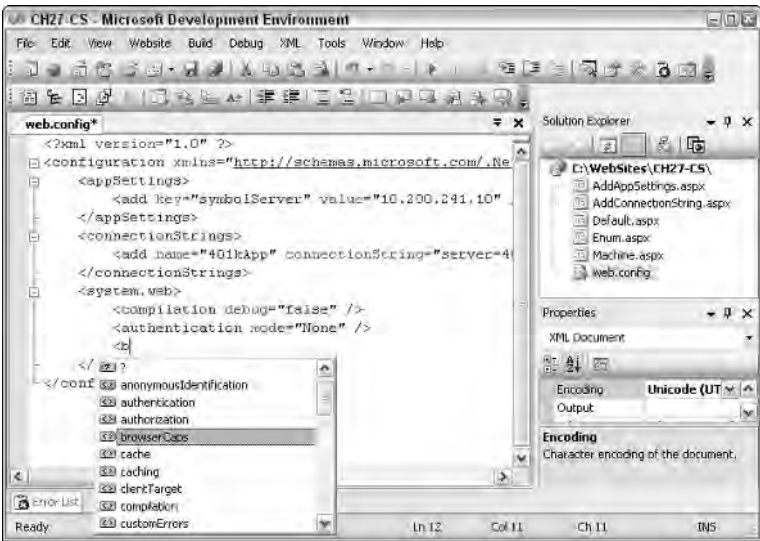 CH27-CS - Microsoft Development Environment
File Edit View Website Build Debug XML Tools Window Help
web.config*
<?xml version="1.0" ?>
<configuration xmlns="http://schemas.microsoft.com/.Ne
<appSettings>
<add key="symbolServer" value="10.200.241.10"
</appSettings>
<connectionStrings>
<add name="401kApp" connectionString="server=4
</connectionStrings>
<system.web>
<compilation debug="false" />
<authentication mode="None" />
<b
</
</conf
?
anonymousIdentification
authentication
authorization
browserCaps
cache
caching
clientTarget
compilation
customErrors
Solution Explorer
C:\WebSites\CH27-CS\
AddAppSettings.aspx
AddConnectionString.aspx
Default.aspx
Enum.aspx
Machine.aspx
web.config
Properties
XML Document
Encoding Unicode (UT
Output
Encoding
Character encoding of the document.
Error List
Ready Ln 12 Col 11 Ch 11 INS